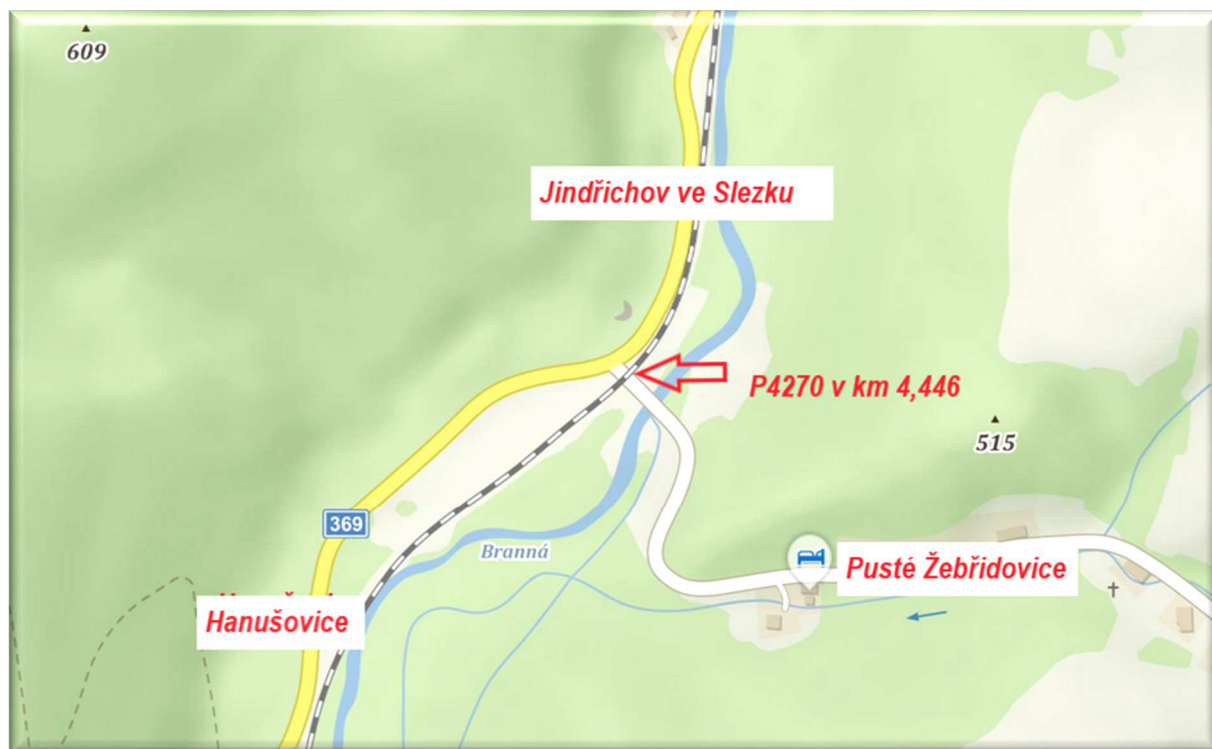 609
Jindřichov ve Slezku
P4270 v km 4,446
515
369
Branná
Pusté Žebřidovice
Hanušovice